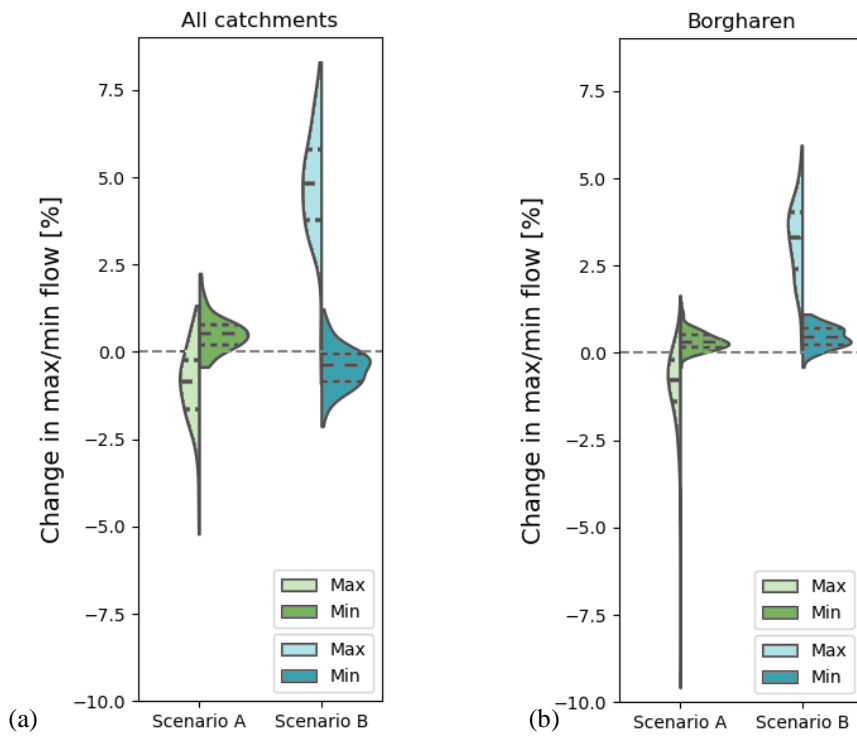 All catchments
Change in max/min flow [%]
7.5
5.0
2.5
0.0
−2.5
−5.0
−7.5
−10.0
Max
Min
Max
Min
Scenario A Scenario B
(a)
Borgharen
Change in max/min flow [%]
7.5
5.0
2.5
0.0
−2.5
−5.0
−7.5
−10.0
Max
Min
Max
Min
Scenario A Scenario B
(b)